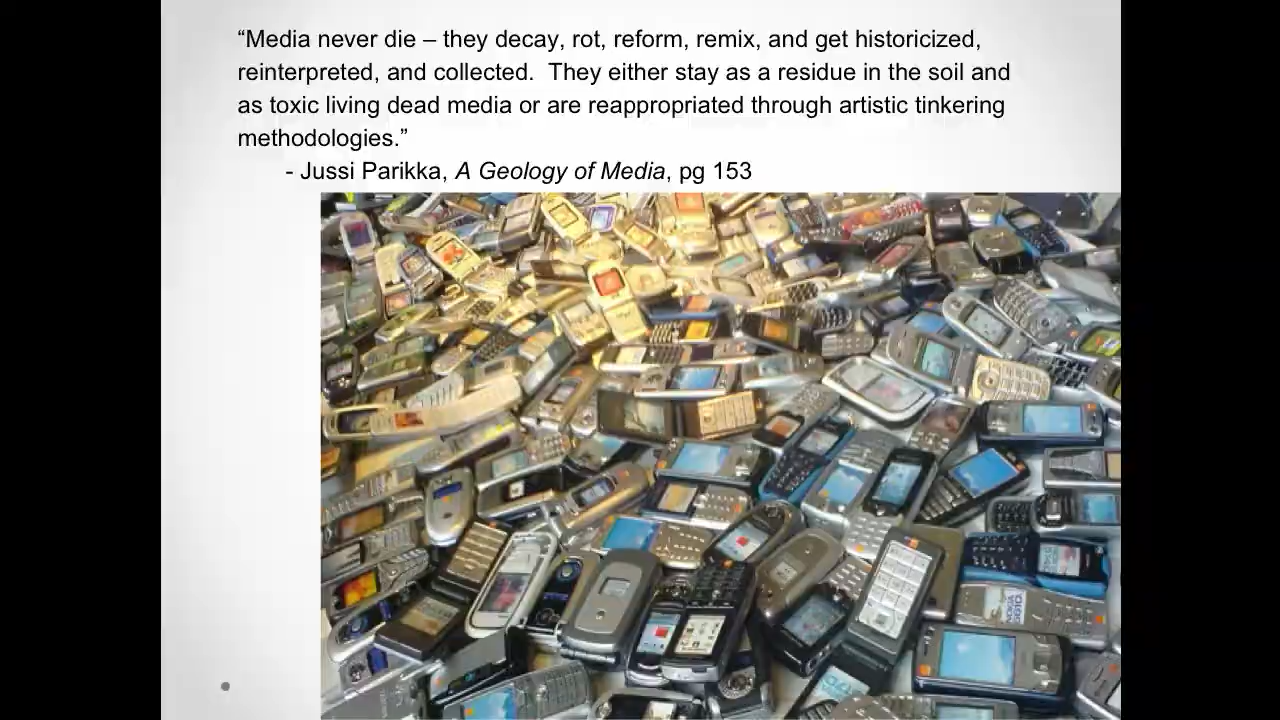 “Media never die – they decay, rot, reform, remix, and get historicized,
reinterpreted, and collected.  They either stay as a residue in the soil and
as toxic living dead media or are reappropriated through artistic tinkering
methodologies.”
- Jussi Parikka, A Geology of Media, pg 153